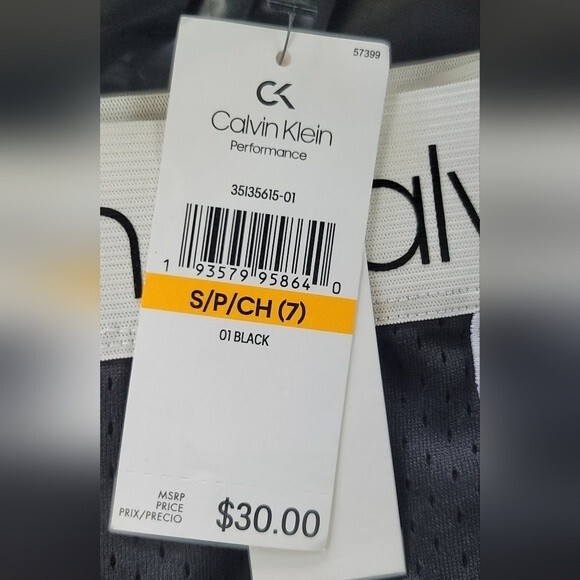 57399
CK
Calvin Klein
Performance
35I35615-01
1 93579 95864 0
S/P/CH (7)
01 BLACK
MSRP
PRICE
PRIX/PRECIO
$30.00
n
alv